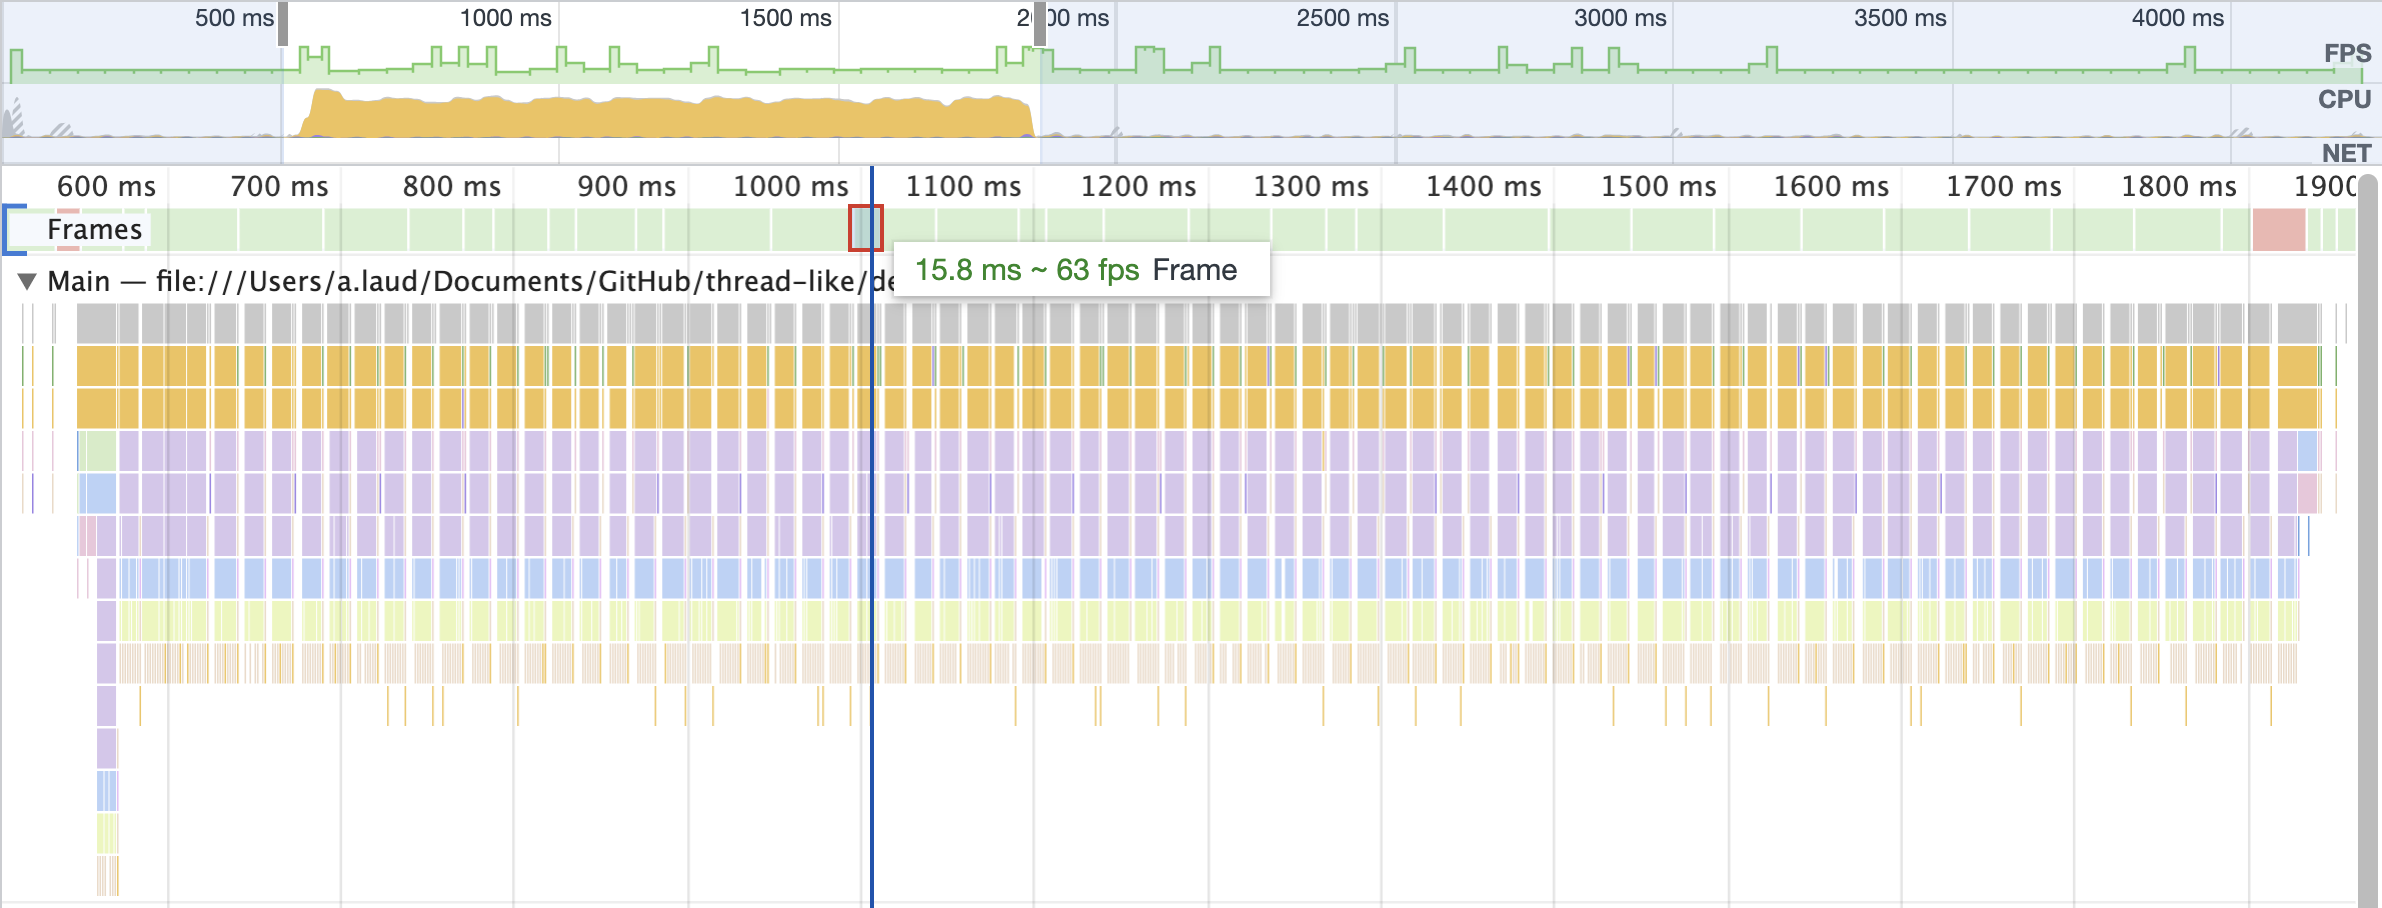 500 ms 1000 ms 1500 ms 2000 ms 2500 ms 3000 ms 3500 ms 4000 ms
FPS
CPU
NET
600 ms 700 ms 800 ms 900 ms 1000 ms 1100 ms 1200 ms 1300 ms 1400 ms 1500 ms 1600 ms 1700 ms 1800 ms 1900
Frames
15.8 ms ~ 63 fps Frame
▼ Main — file:///Users/a.laud/Documents/GitHub/thread-like/de